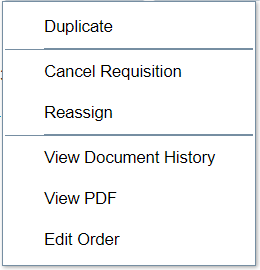 Duplicate
Cancel Requisition
Reassign
View Document History
View PDF
Edit Order